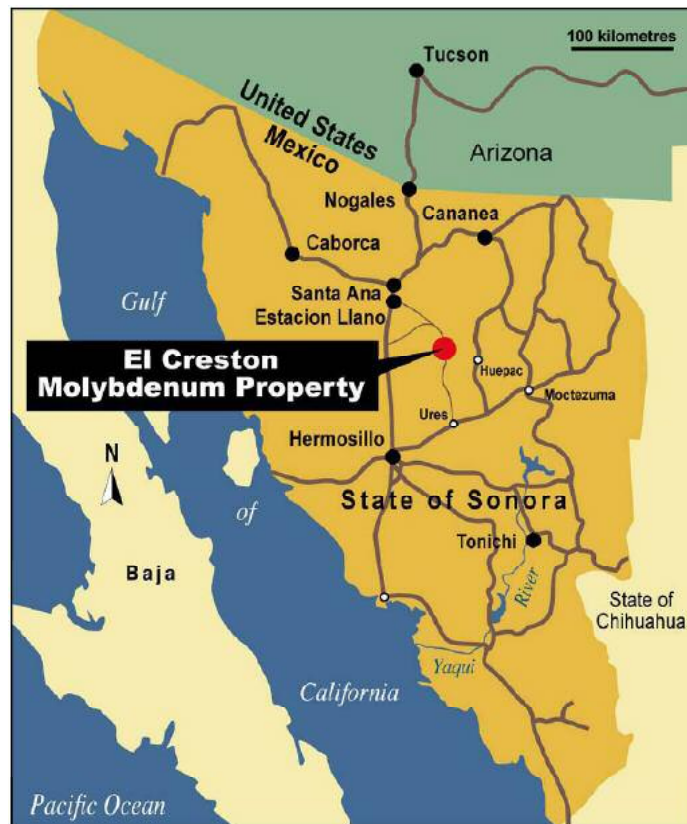 100 kilometres
Tucson
United States
Mexico
Arizona
Nogales
Cananea
Caborca
Santa Ana
Estacion Llano
Gulf
El Creston
Molybdenum Property
Huepac
Moctezuma
Ures
Hermosillo
N
State of Sonora
of
Tonichi
Baja
River
State of
Chihuahua
Yaqui
California
Pacific Ocean